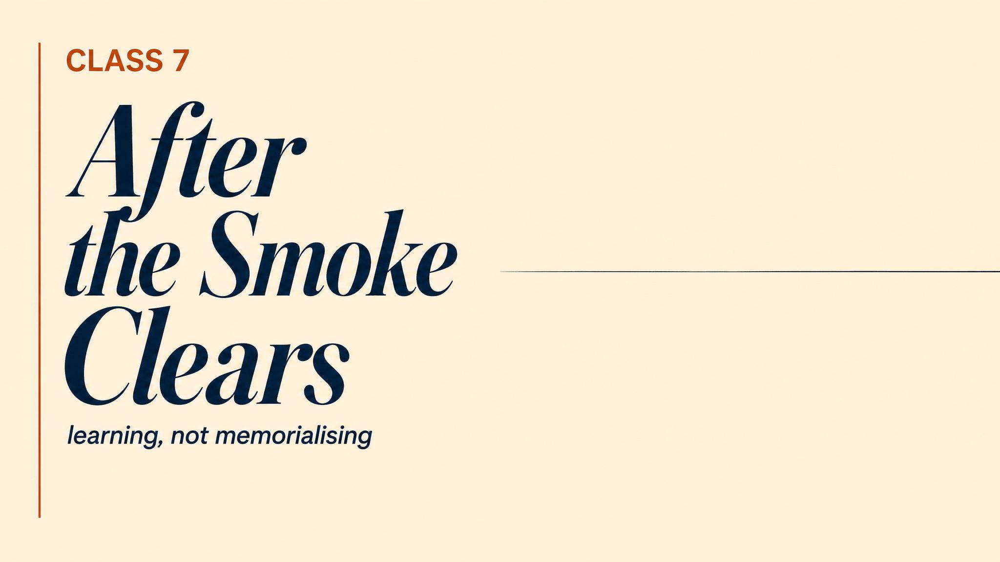 CLASS 7
After
the Smoke
Clears
learning, not memorialising